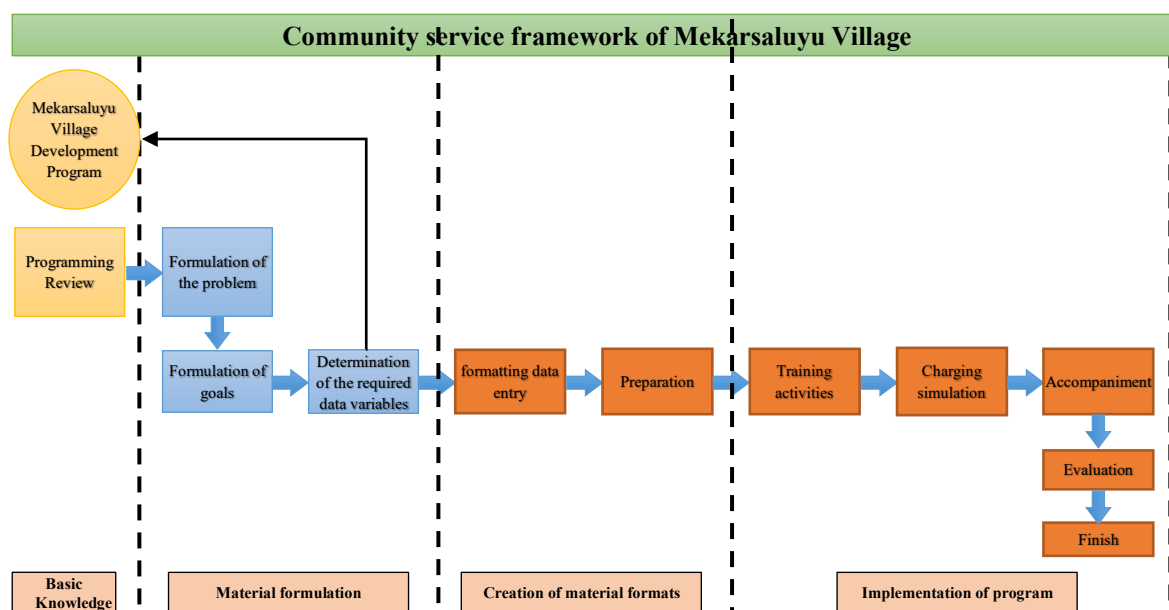 Community service framework of Mekarsaluyu Village
Mekarsaluyu
Village
Development
Program
Programming
Review
Formulation of
the problem
Formulation of
goals
Determination
of the required
data variables
formatting data
entry
Preparation
Training
activities
Charging
simulation
Accompaniment
Evaluation
Finish
Basic
Knowledge
Material formulation
Creation of material formats
Implementation of program